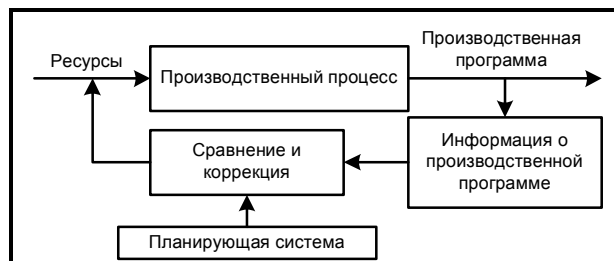 Ресурсы
Производственный процесс
Производственная
программа
Сравнение и
коррекция
Информация о
производственной
программе
Планирующая система